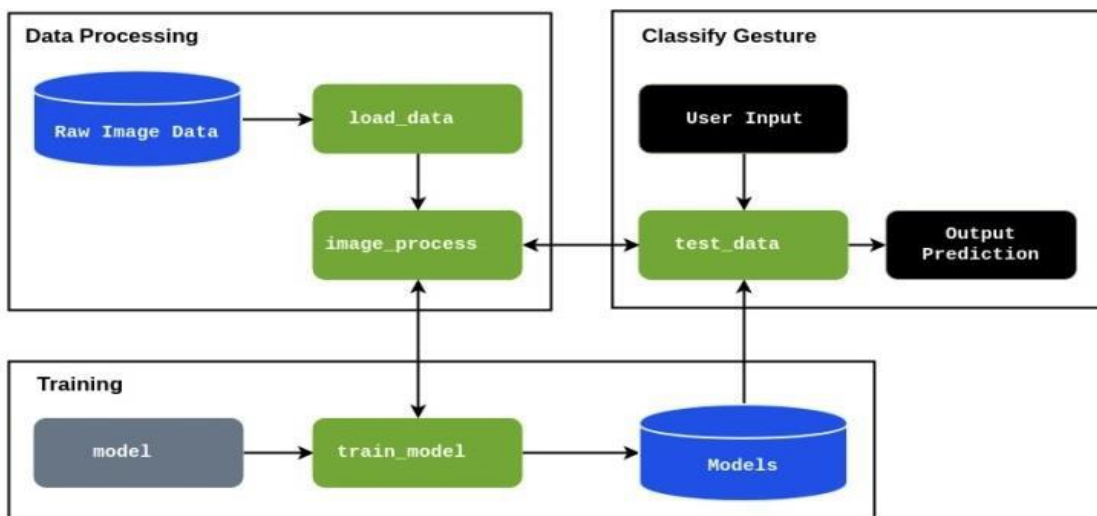 Data Processing
Raw Image Data
load_data
image_process
Classify Gesture
User Input
test_data
Output
Prediction
Training
model
train_model
Models